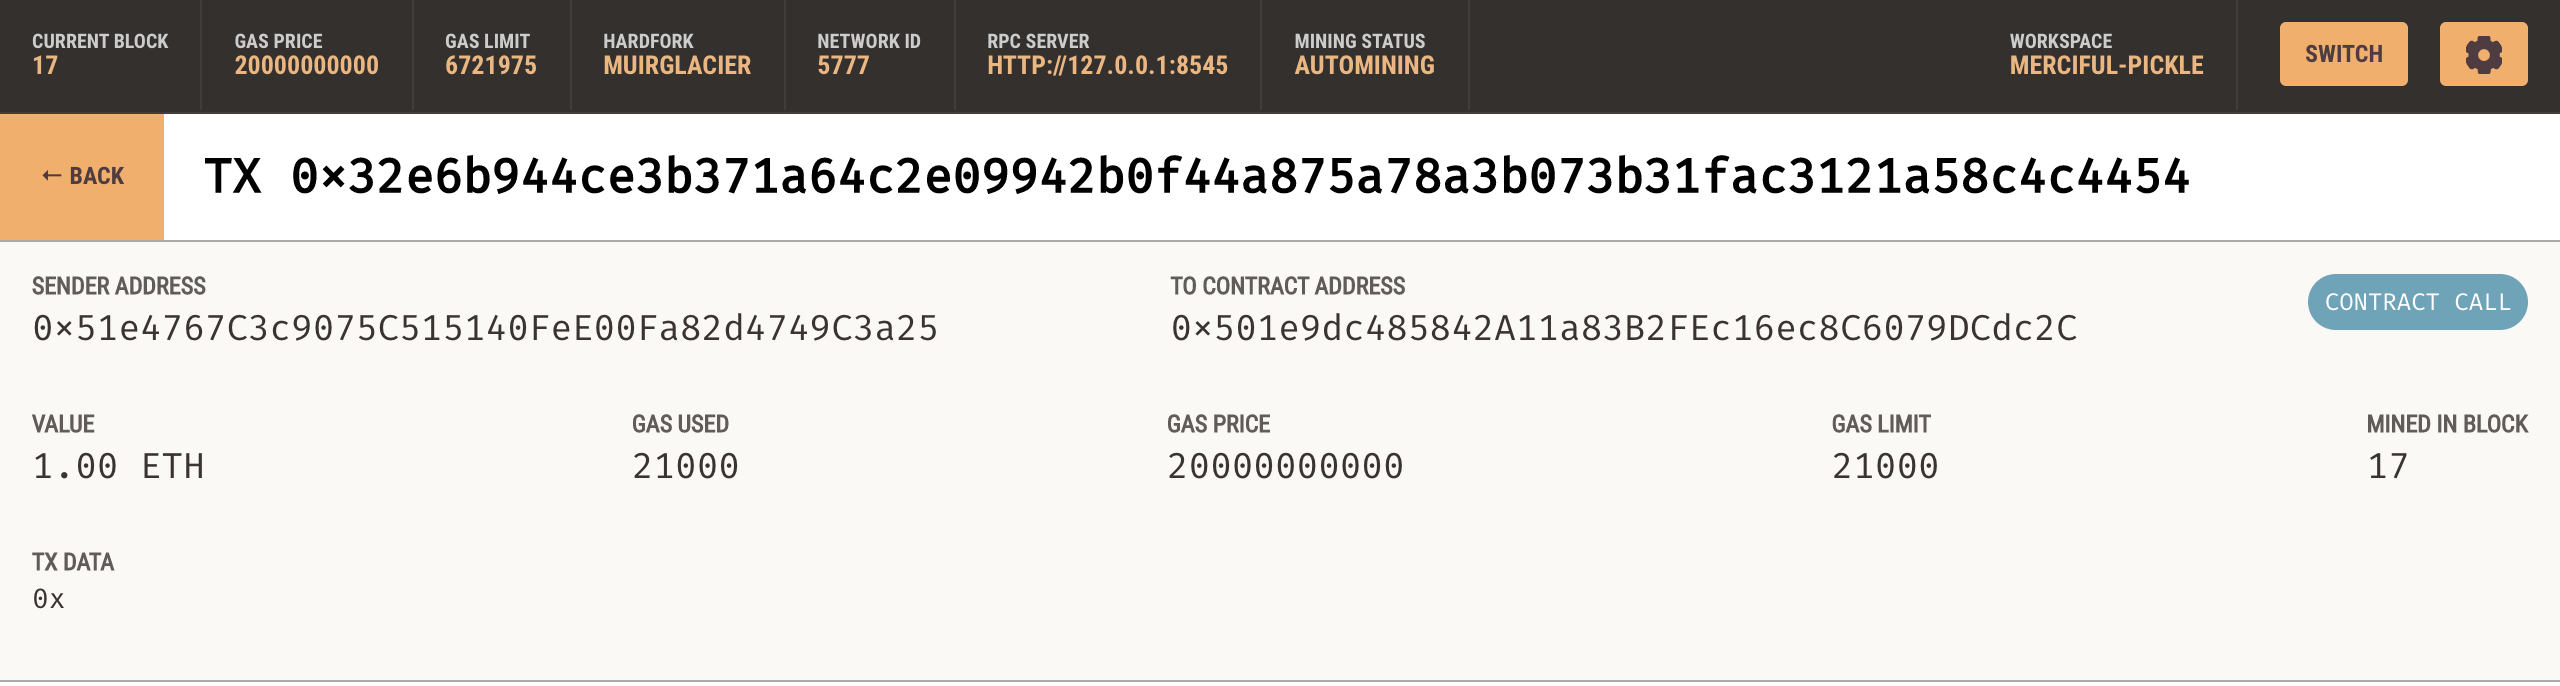 CURRENT BLOCK
17
GAS PRICE
20000000000
GAS LIMIT
6721975
HARDFORK
MUIRGLACIER
NETWORK ID
5777
RPC SERVER
HTTP://127.0.0.1:8545
MINING STATUS
AUTOMINING
WORKSPACE
MERCIFUL-PICKLE
SWITCH
← BACK
TX 0×32e6b944ce3b371a64c2e09942b0f44a875a78a3b073b31fac3121a58c4c4454
SENDER ADDRESS
0×51e4767C3c9075C515140FeE00Fa82d4749C3a25
TO CONTRACT ADDRESS
0×501e9dc485842A11a83B2FEc16ec8C6079DCdc2C
CONTRACT CALL
VALUE
1.00 ETH
GAS USED
21000
GAS PRICE
20000000000
GAS LIMIT
21000
MINED IN BLOCK
17
TX DATA
0x